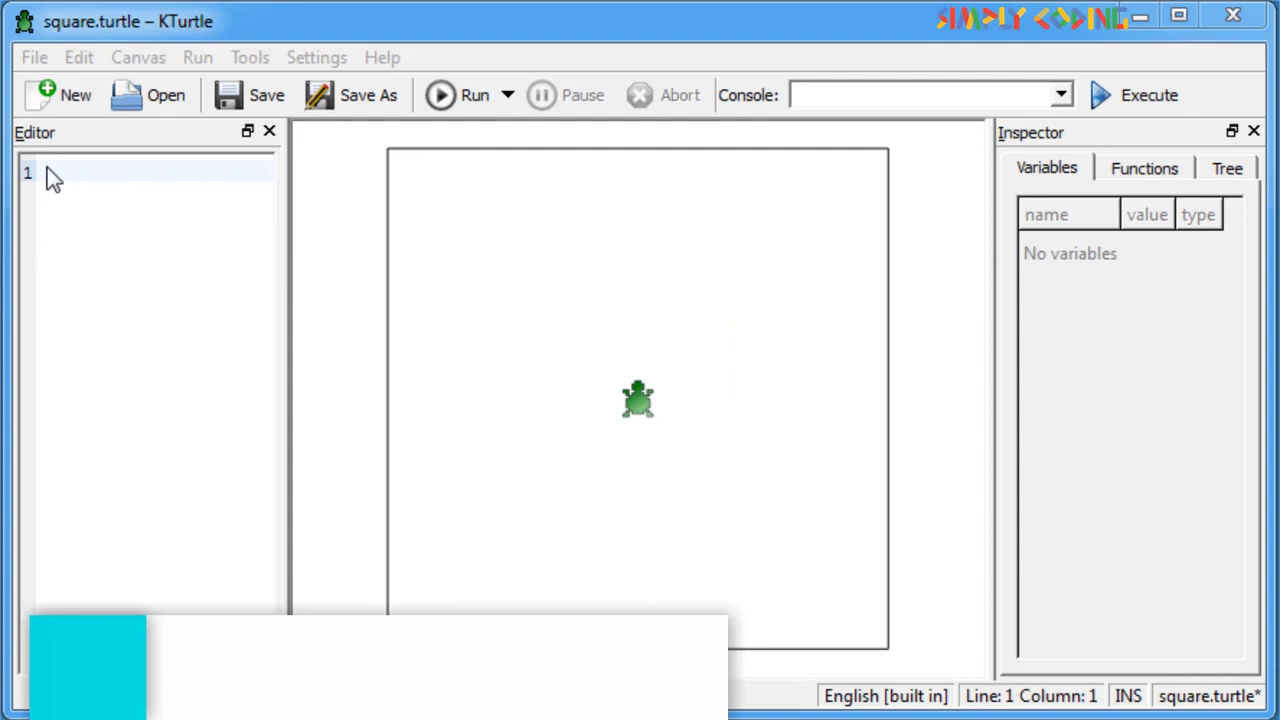 square.turtle – KTurtle
SIMPLY CODING
File Edit Canvas Run Tools Settings Help
New Open Save Save As Run Pause Abort Console: Execute
Editor
Inspector
1
Variables Functions Tree
name value type
No variables
English [built in] Line: 1 Column: 1 INS square.turtle*